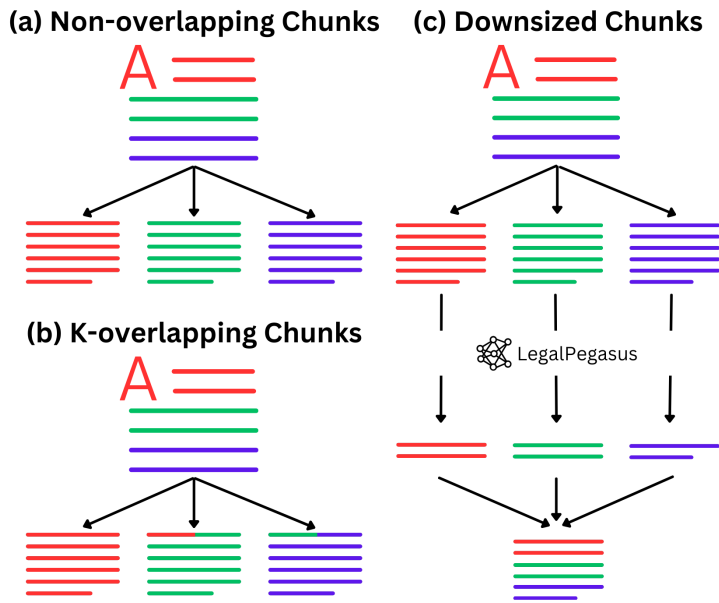 (a) Non-overlapping Chunks
A
(b) K-overlapping Chunks
A
(c) Downsized Chunks
A
LegalPegasus